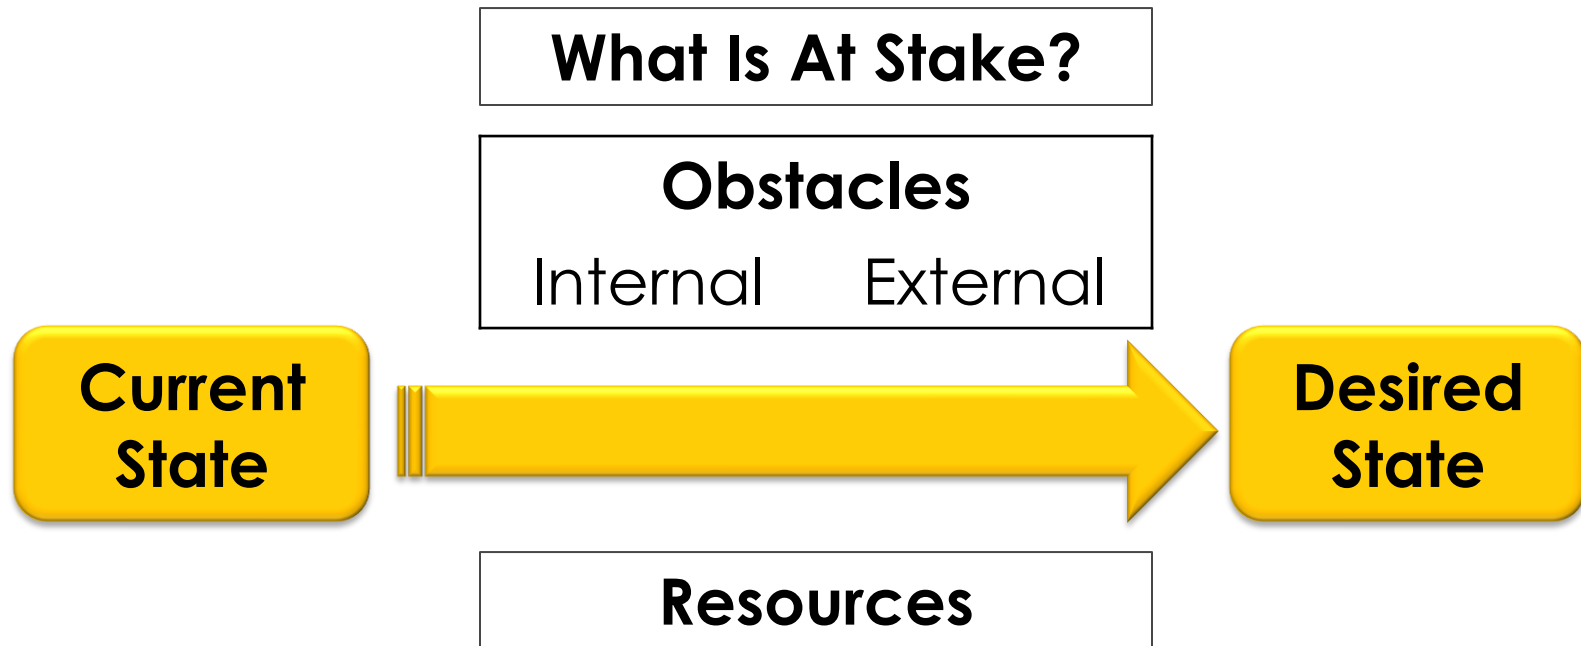 What Is At Stake?
Obstacles
Internal External
Current
State
Desired
State
Resources